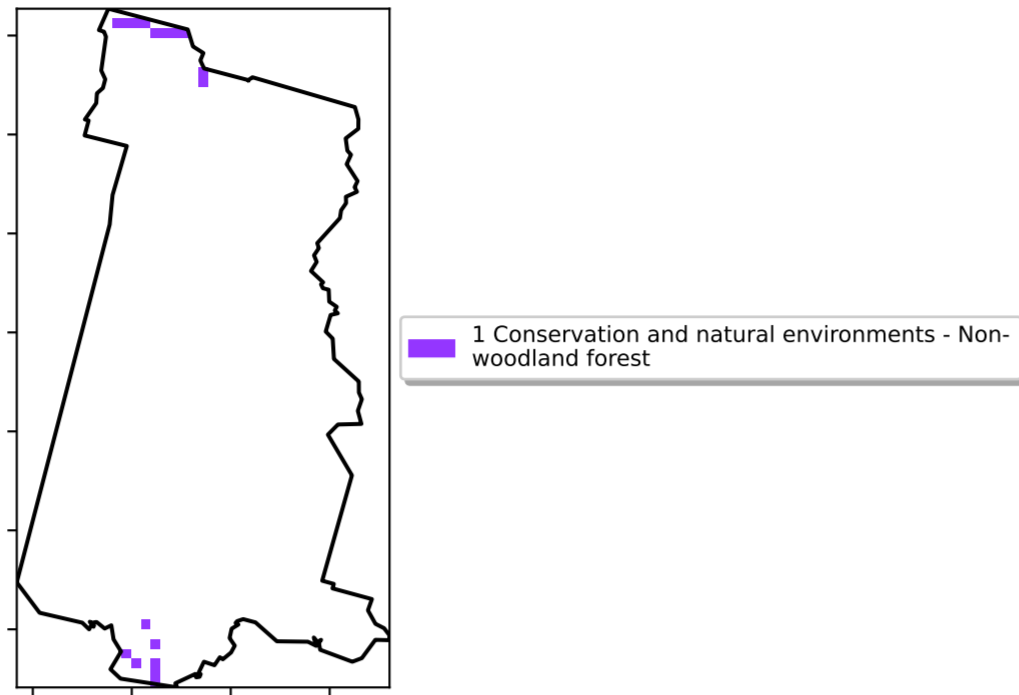 1 Conservation and natural environments - Non-
woodland forest